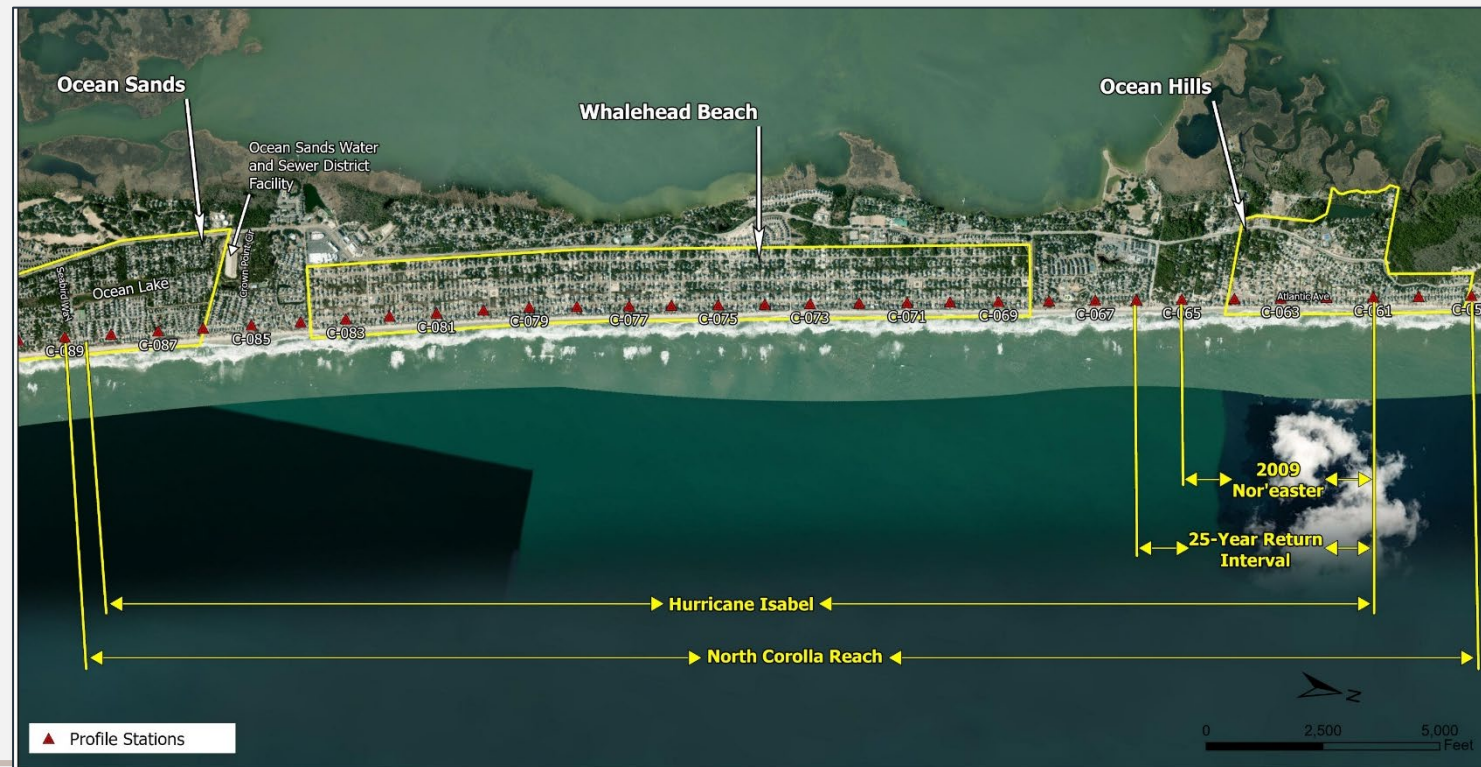 Ocean Sands
Whalehead Beach
Ocean Hills
Ocean Sands Water
and Sewer District
Facility
Crown Point Cir
Seabird Way
Ocean Lake
Atlantic Ave
C-089
C-087
C-085
C-083
C-081
C-079
C-077
C-075
C-073
C-071
C-069
C-067
C-065
C-063
C-061
C-05
2009
Nor'easter
25-Year Return
Interval
Hurricane Isabel
North Corolla Reach
N
Profile Stations
0 2,500 5,000
Feet